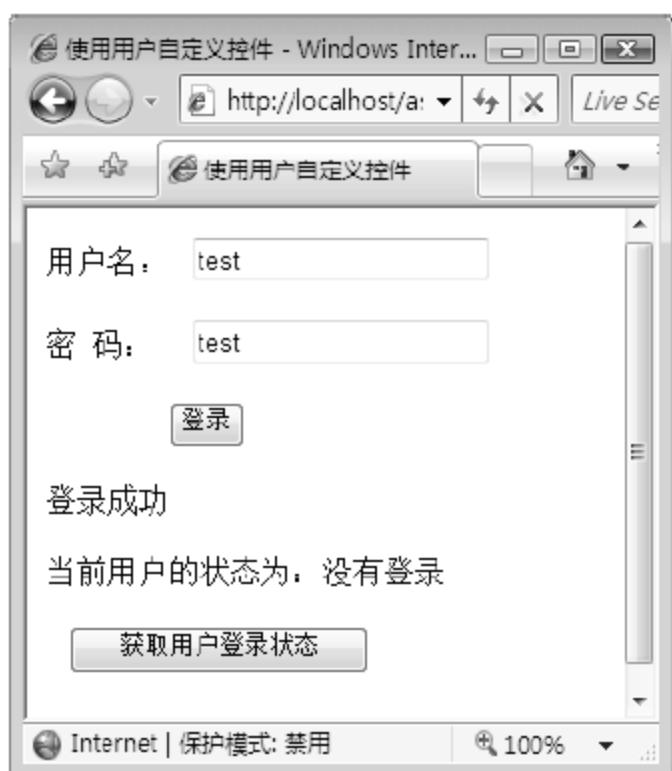 使用用户自定义控件 - Windows Inter...
http://localhost/a
Live Se
使用用户自定义控件
用户名： test
密 码： test
登录
登录成功
当前用户的状态为：没有登录
获取用户登录状态
Internet | 保护模式: 禁用 100%